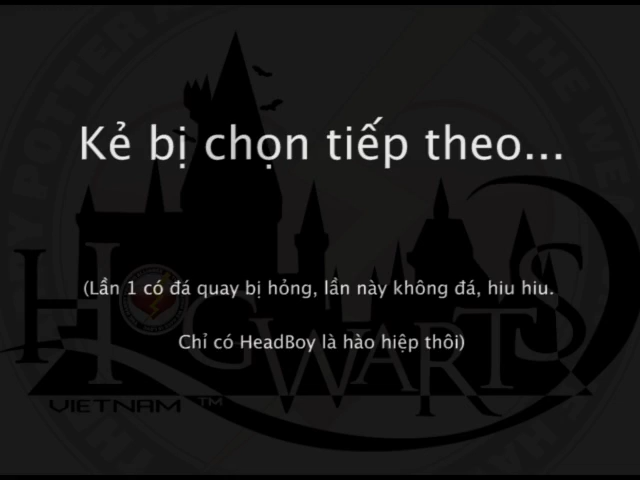 Kẻ bị chọn tiếp theo...
(Lần 1 có đá quay bị hỏng, lần này không đá, hiu hiu.
Chỉ có HeadBoy là hào hiệp thôi)
HOGWARTS
VIETNAM ™